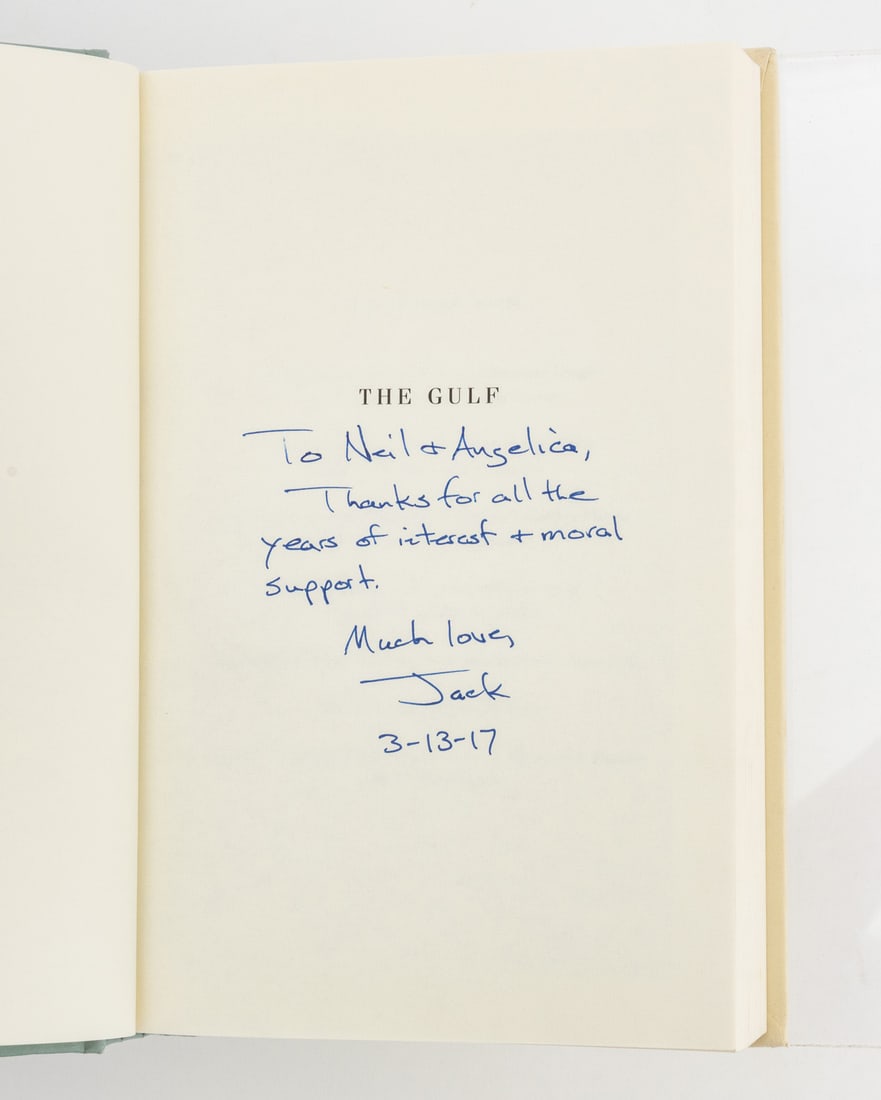 THE GULF
To Neil & Angelica,
Thanks for all the
years of interest & moral
support.
Much love,
Jack
3-13-17